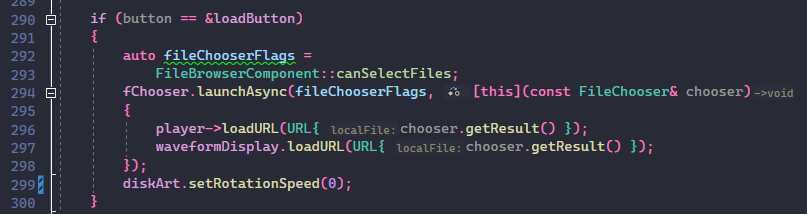 289
290 if (button == &loadButton)
291 {
292 auto fileChooserFlags =
293 FileBrowserComponent::canSelectFiles;
294 fChooser.launchAsync(fileChooserFlags, [this](const FileChooser& chooser)->void
295 {
296 player->loadURL(URL{ localFile: chooser.getResult() });
297 waveformDisplay.loadURL(URL{ localFile: chooser.getResult() });
298 });
299 diskArt.setRotationSpeed(0);
300 }